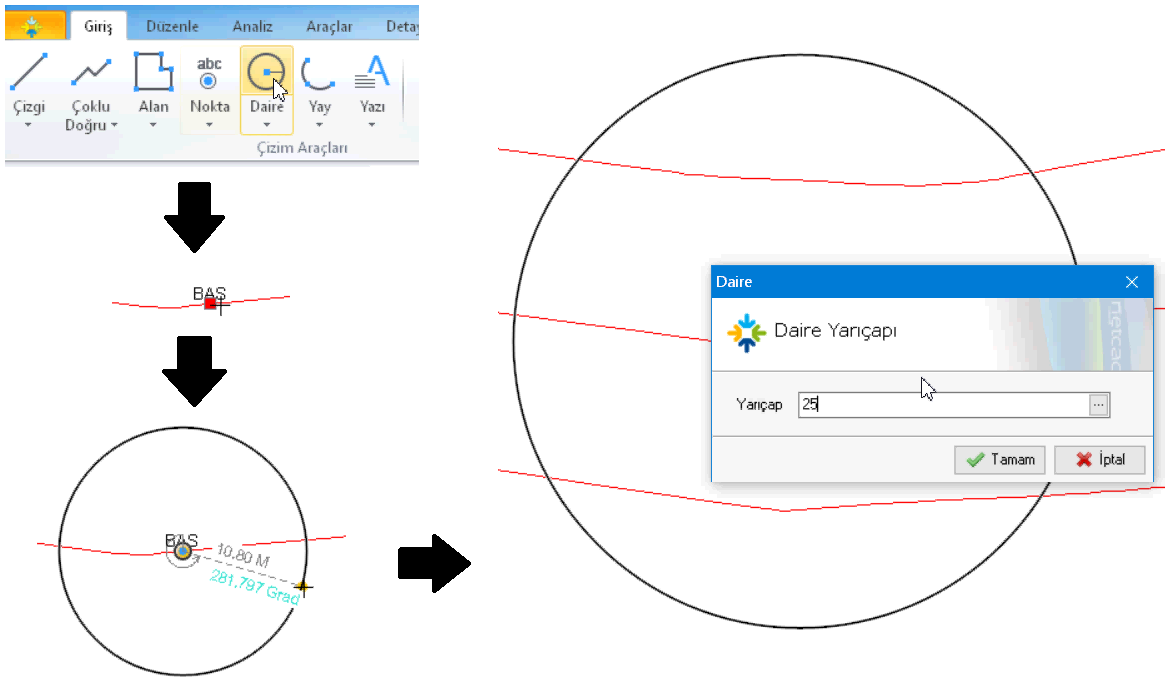 Giriş Düzenle Analiz Araçlar Detay
Çizgi Çoklu Doğru Alan abc Nokta Daire Yay Yazı
Çizim Araçları
BAS
BAS
10.80 M
281.797 Grad
Daire
Daire Yarıçapı
netcad
Yarıçap 25
Tamam İptal